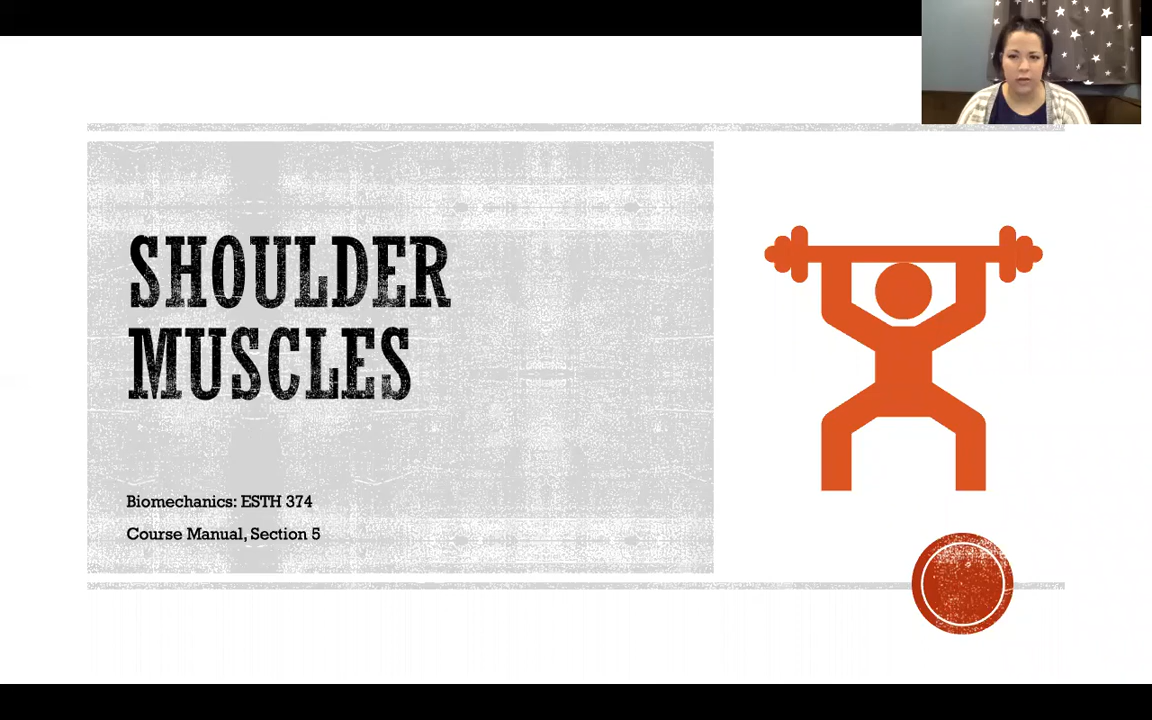 SHOULDER
MUSCLES
Biomechanics: ESTH 374
Course Manual, Section 5